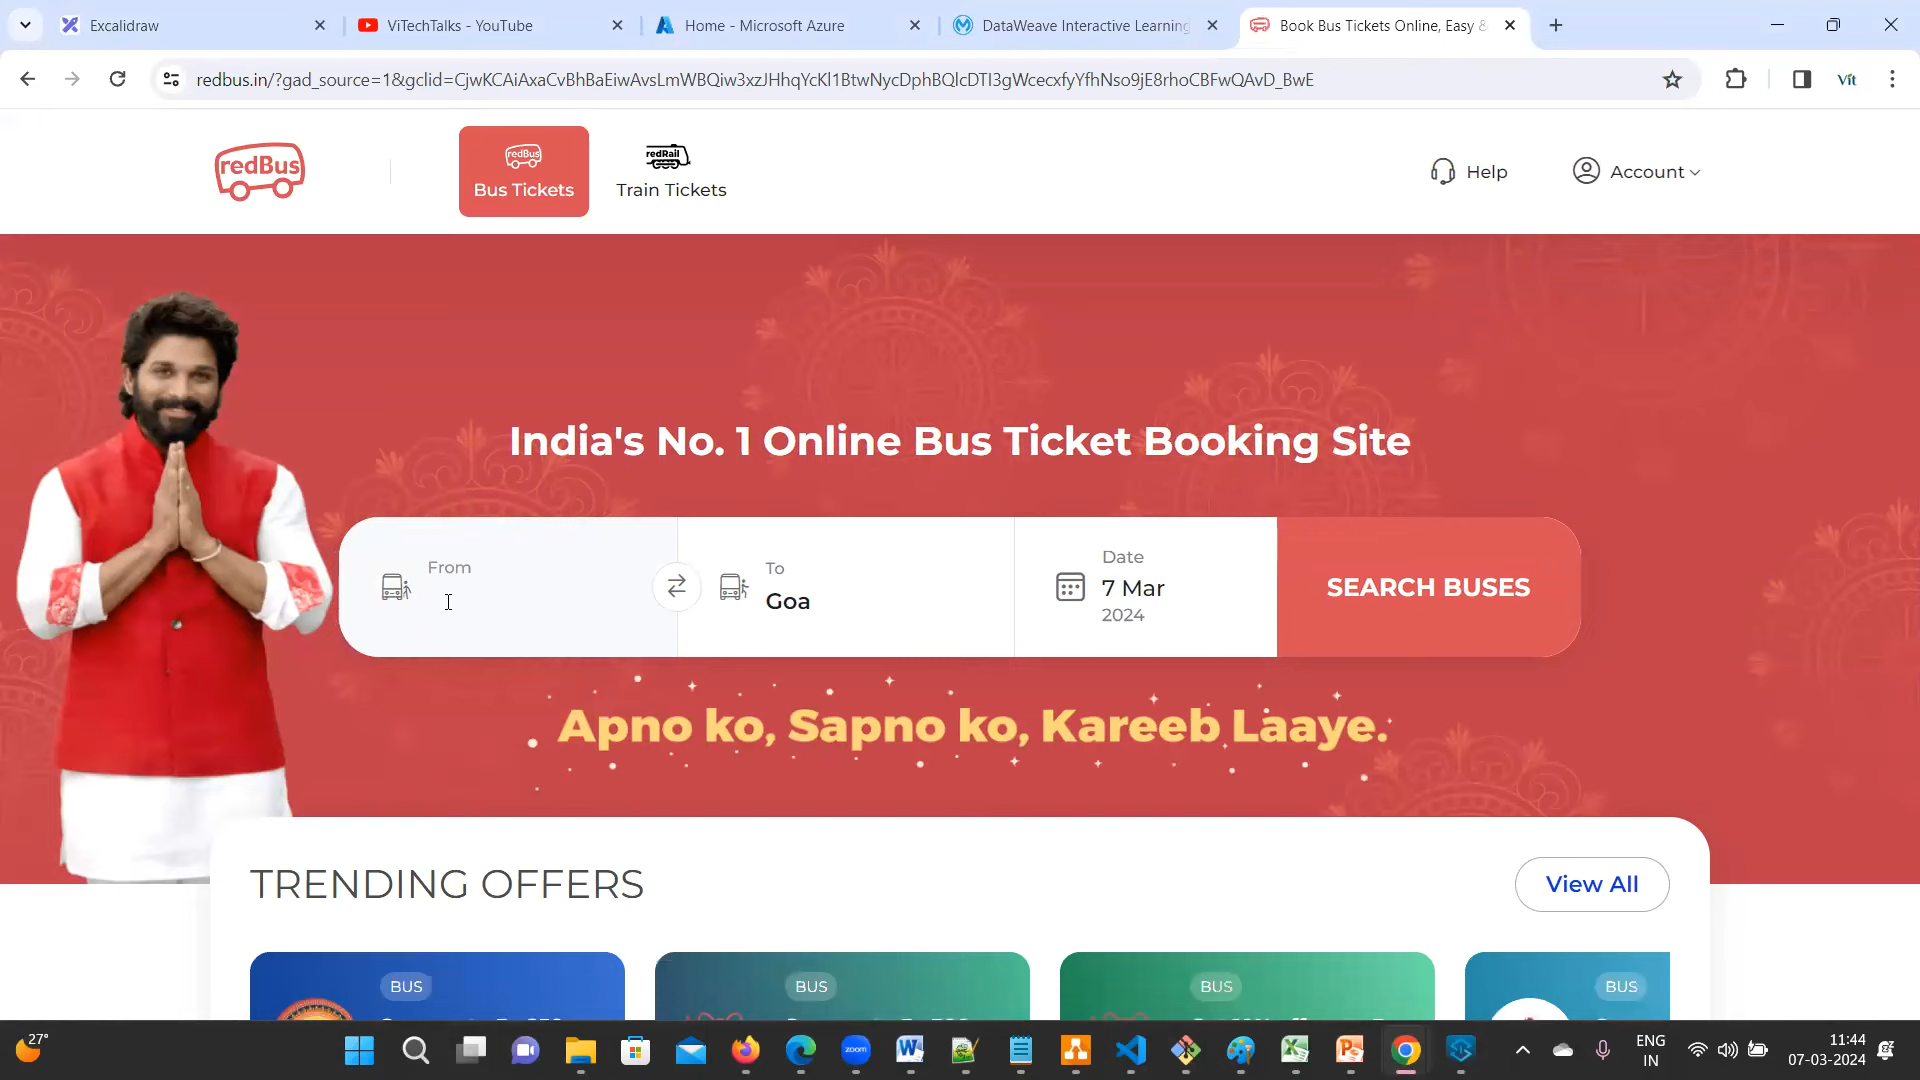 Excalidraw
ViTechTalks - YouTube
Home - Microsoft Azure
DataWeave Interactive Learning
Book Bus Tickets Online, Easy &
redbus.in/?gad_source=1&gclid=CjwKCAiAxaCvBhBaEiwAvsLmWBQiw3xzJHhqYcKl1BtwNycDphBQlcDTI3gWcecxfyYfhNso9jE8rhoCBFwQAvD_BwE
Vit
redBus
redBus
Bus Tickets
redRail
Train Tickets
Help
Account
India's No. 1 Online Bus Ticket Booking Site
From
To
Goa
Date
7 Mar
2024
SEARCH BUSES
Apno ko, Sapno ko, Kareeb Laaye.
TRENDING OFFERS
View All
BUS
BUS
BUS
BUS
27°
zoom
ENG
IN
11:44
07-03-2024